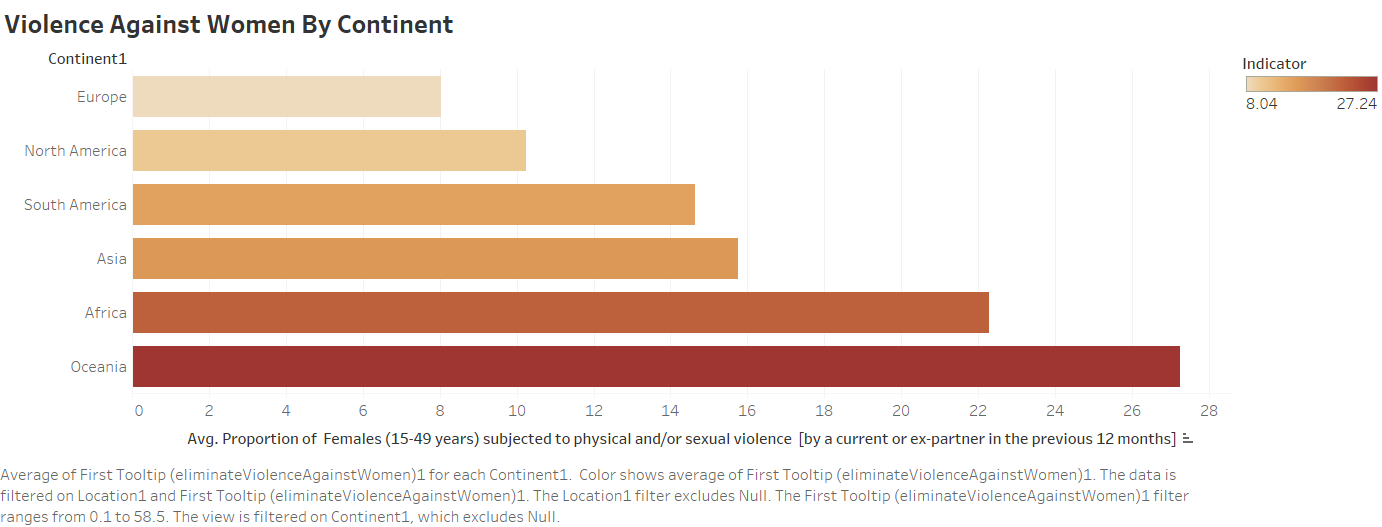 Violence Against Women By Continent
Continent1
Indicator
8.04 27.24
Europe
North America
South America
Asia
Africa
Oceania
0 2 4 6 8 10 12 14 16 18 20 22 24 26 28
Avg. Proportion of  Females (15-49 years) subjected to physical and/or sexual violence  [by a current or ex-partner in the previous 12 months]
Average of First Tooltip (eliminateViolenceAgainstWomen)1 for each Continent1.  Color shows average of First Tooltip (eliminateViolenceAgainstWomen)1. The data is
filtered on Location1 and First Tooltip (eliminateViolenceAgainstWomen)1. The Location1 filter excludes Null. The First Tooltip (eliminateViolenceAgainstWomen)1 filter
ranges from 0.1 to 58.5. The view is filtered on Continent1, which excludes Null.